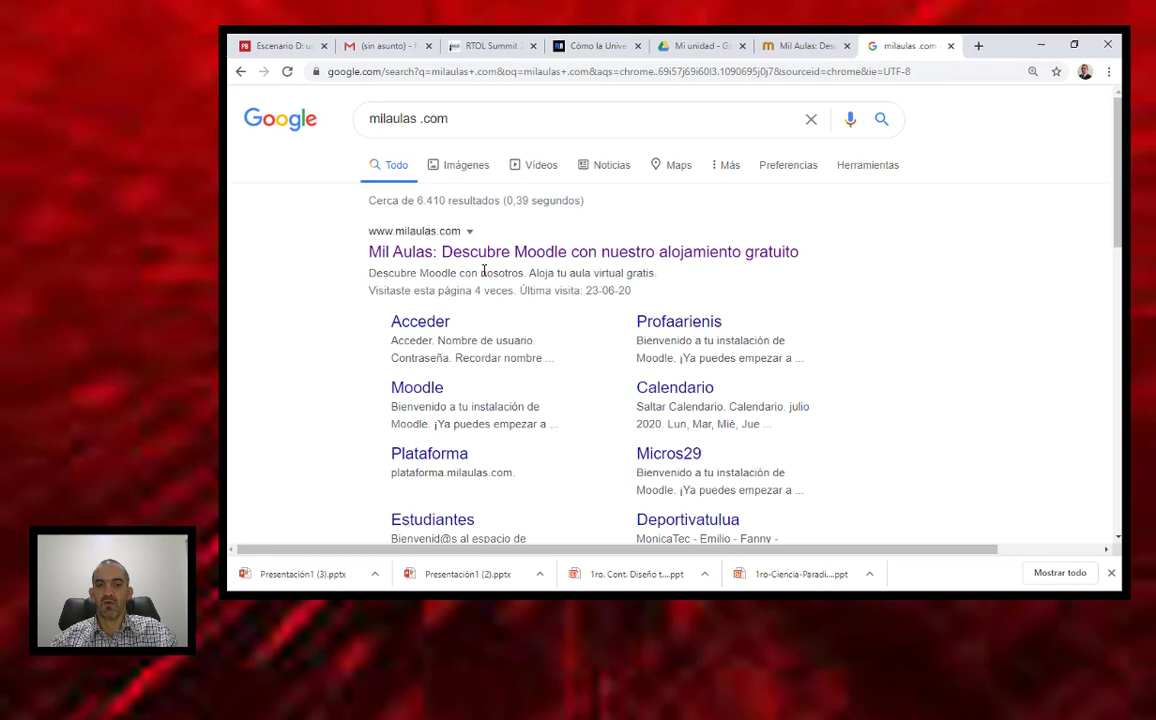 Escenario D: u
(sin asunto) -
RTOL Summit
Cómo la Unive
Mi unidad - G
Mil Aulas: Des
milaulas .com
google.com/search?q=milaulas+.com&oq=milaulas+.com&aqs=chrome..69i57j69i60l3.1090695j0j7&sourceid=chrome&ie=UTF-8
Google
milaulas .com
Todo Imágenes Vídeos Noticias Maps Más Preferencias Herramientas
Cerca de 6.410 resultados (0,39 segundos)
www.milaulas.com
Mil Aulas: Descubre Moodle con nuestro alojamiento gratuito
Descubre Moodle con nosotros. Aloja tu aula virtual gratis.
Visitaste esta página 4 veces. Última visita: 23-06-20
Acceder
Acceder. Nombre de usuario.
Contraseña. Recordar nombre ...
Profaarienis
Bienvenido a tu instalación de
Moodle. ¡Ya puedes empezar a ...
Moodle
Bienvenido a tu instalación de
Moodle. ¡Ya puedes empezar a ...
Calendario
Saltar Calendario. Calendario. julio
2020. Lun, Mar, Mié, Jue ...
Plataforma
plataforma.milaulas.com.
Micros29
Bienvenido a tu instalación de
Moodle. ¡Ya puedes empezar a ...
Estudiantes
Bienvenid@s al espacio de
Deportivatulua
MonicaTec - Emilio - Fanny -
Presentación1 (3).pptx
Presentación1 (2).pptx
1ro. Cont. Diseño t....ppt
1ro-Ciencia-Paradi....ppt
Mostrar todo